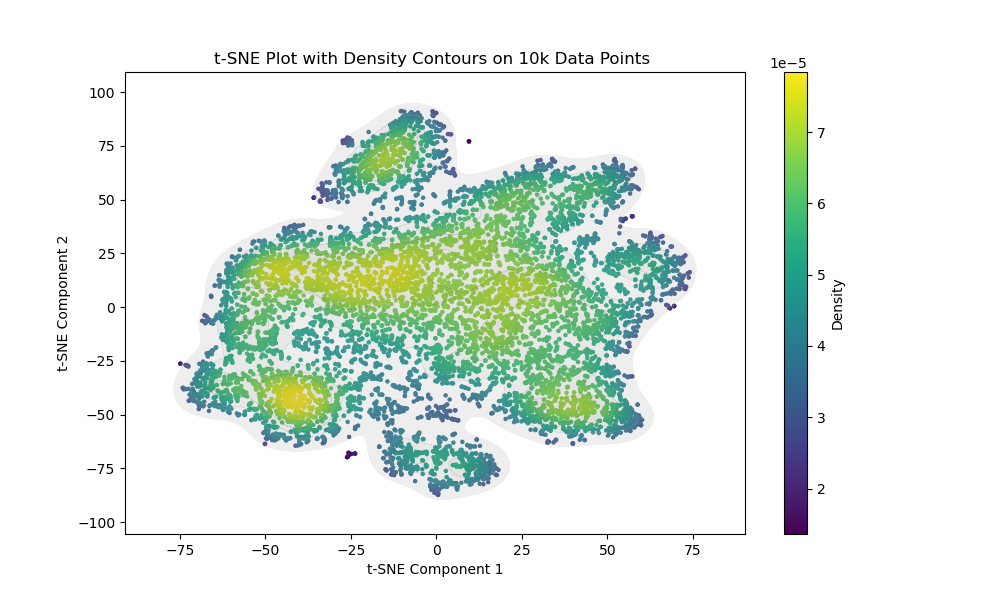 t-SNE Plot with Density Contours on 10k Data Points
1e−5
100
75
50
25
0
−25
−50
−75
−100
t-SNE Component 2
−75 −50 −25 0 25 50 75
t-SNE Component 1
7
6
5
4
3
2
Density